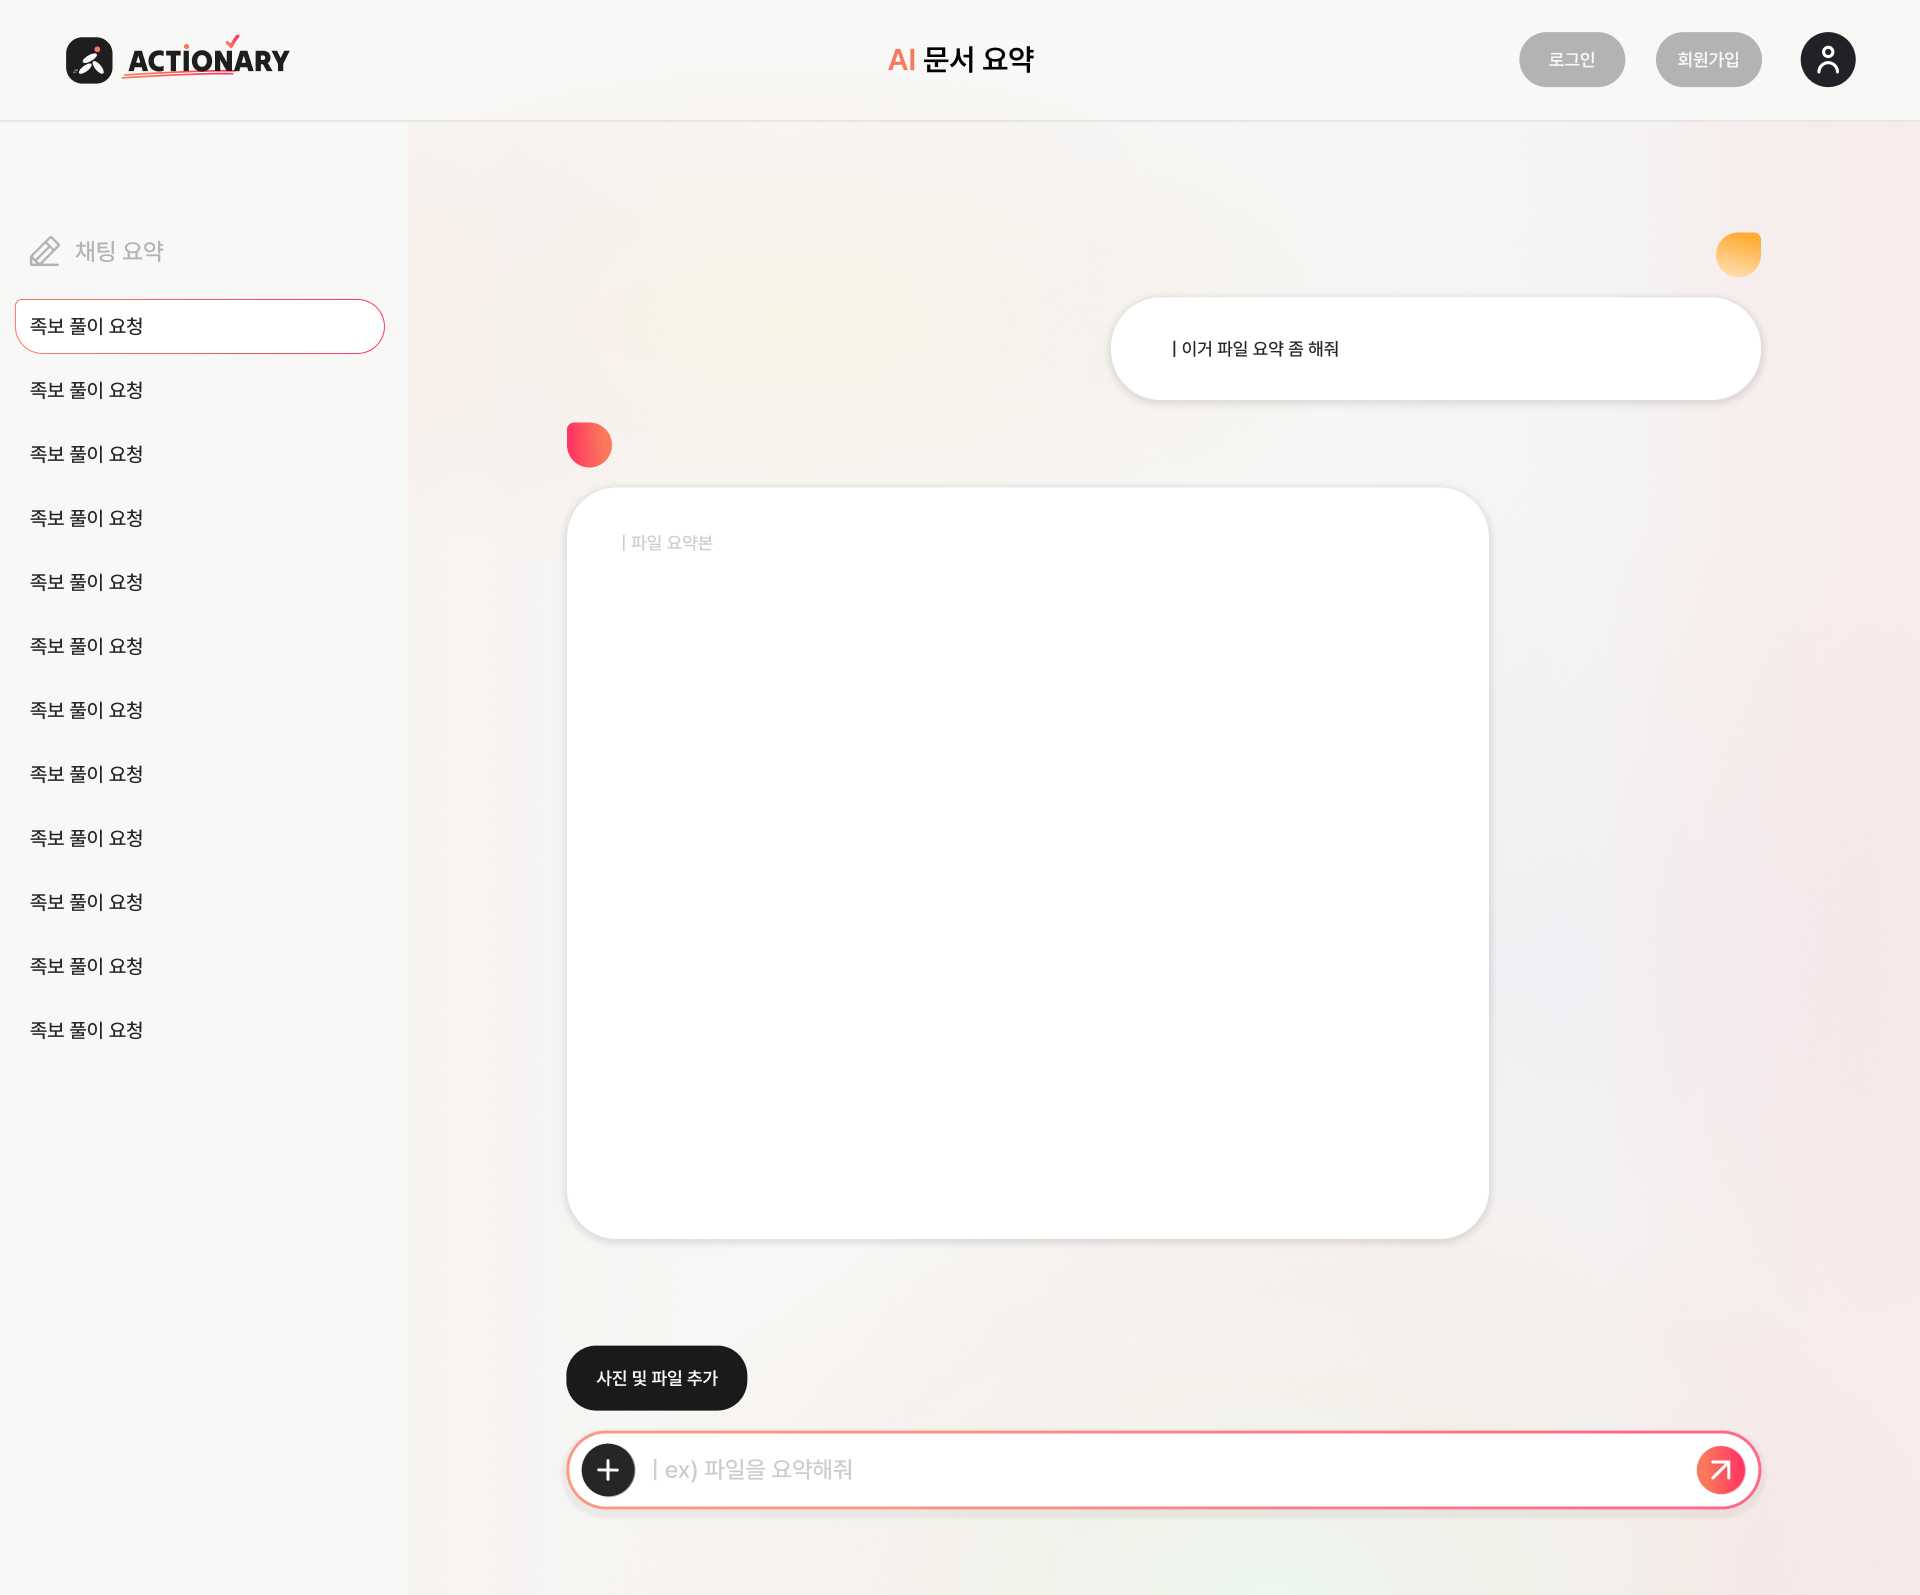 ACTIONARY
AI 문서 요약
로그인
회원가입
채팅 요약
족보 풀이 요청
족보 풀이 요청
족보 풀이 요청
족보 풀이 요청
족보 풀이 요청
족보 풀이 요청
족보 풀이 요청
족보 풀이 요청
족보 풀이 요청
족보 풀이 요청
족보 풀이 요청
족보 풀이 요청
| 이거 파일 요약 좀 해줘
| 파일 요약본
사진 및 파일 추가
| ex) 파일을 요약해줘